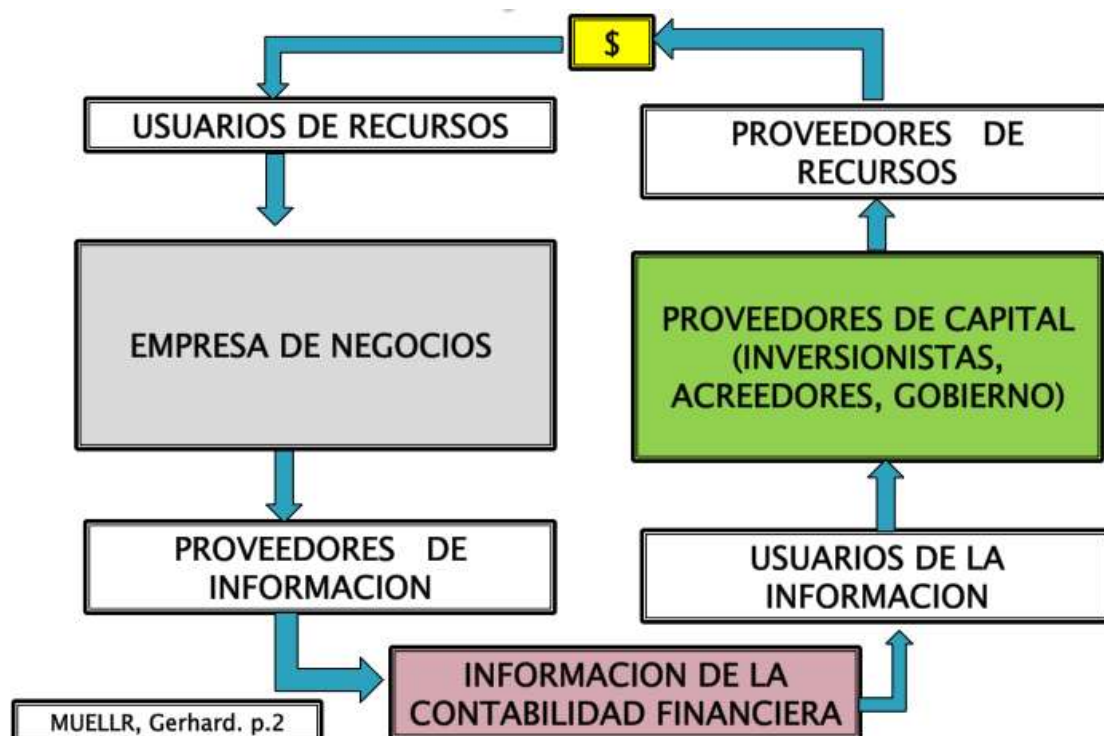 $
USUARIOS DE RECURSOS
PROVEEDORES DE
RECURSOS
EMPRESA DE NEGOCIOS
PROVEEDORES DE CAPITAL
(INVERSIONISTAS,
ACREEDORES, GOBIERNO)
PROVEEDORES DE
INFORMACION
USUARIOS DE LA
INFORMACION
INFORMACION DE LA
CONTABILIDAD FINANCIERA
MUELLR, Gerhard. p.2